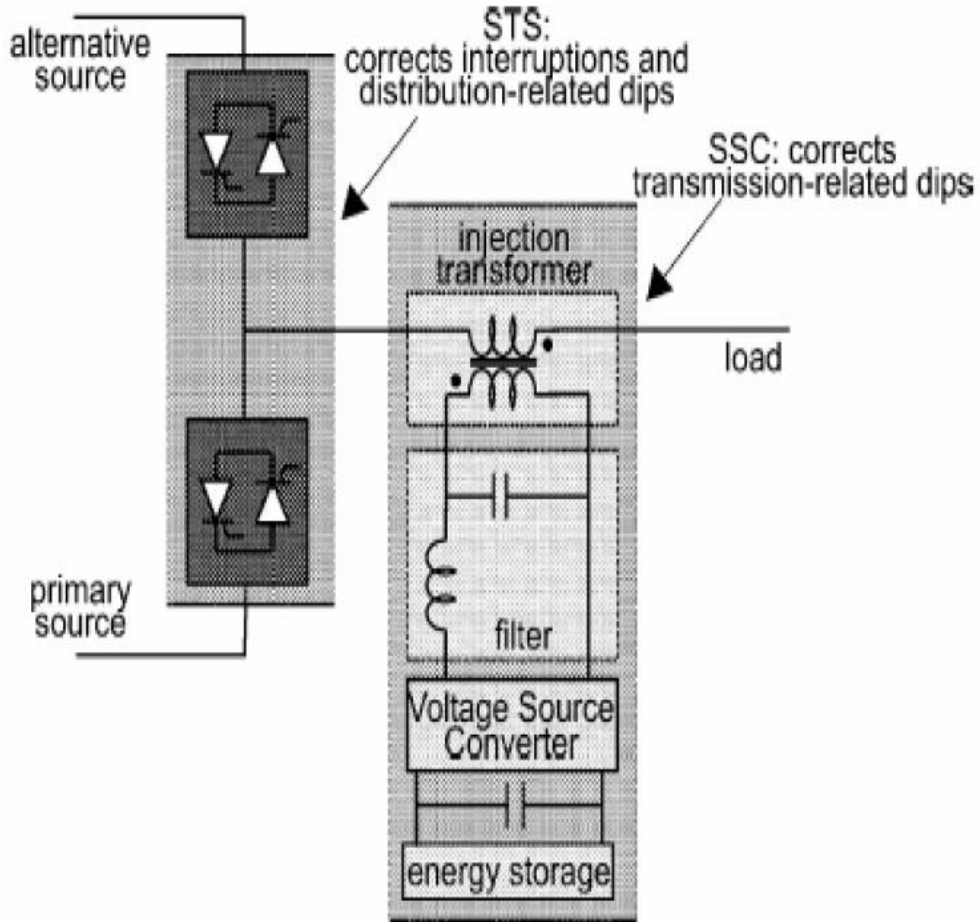 alternative
source
STS:
corrects interruptions and
distribution-related dips
SSC: corrects
transmission-related dips
injection
transformer
load
primary
source
filter
Voltage Source
Converter
energy storage